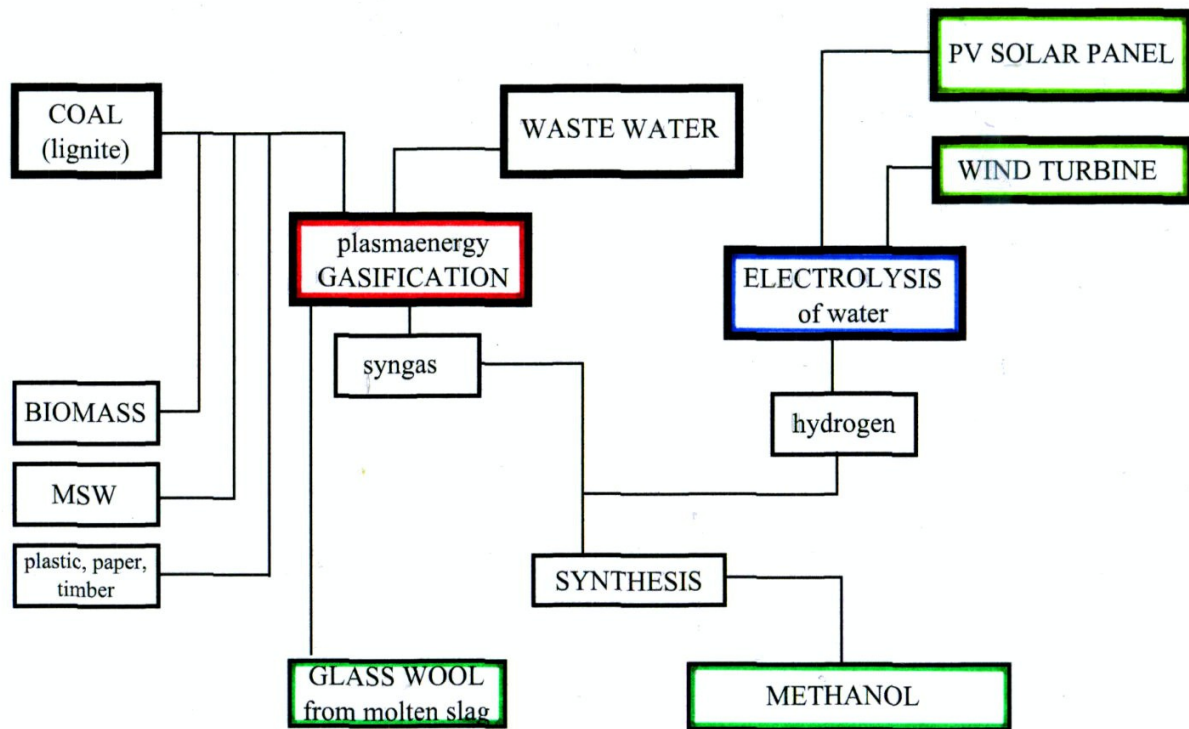 PV SOLAR PANEL
COAL
(lignite)
WASTE WATER
WIND TURBINE
plasmaenergy
GASIFICATION
ELECTROLYSIS
of water
syngas
BIOMASS
hydrogen
MSW
plastic, paper,
timber
SYNTHESIS
GLASS WOOL
from molten slag
METHANOL